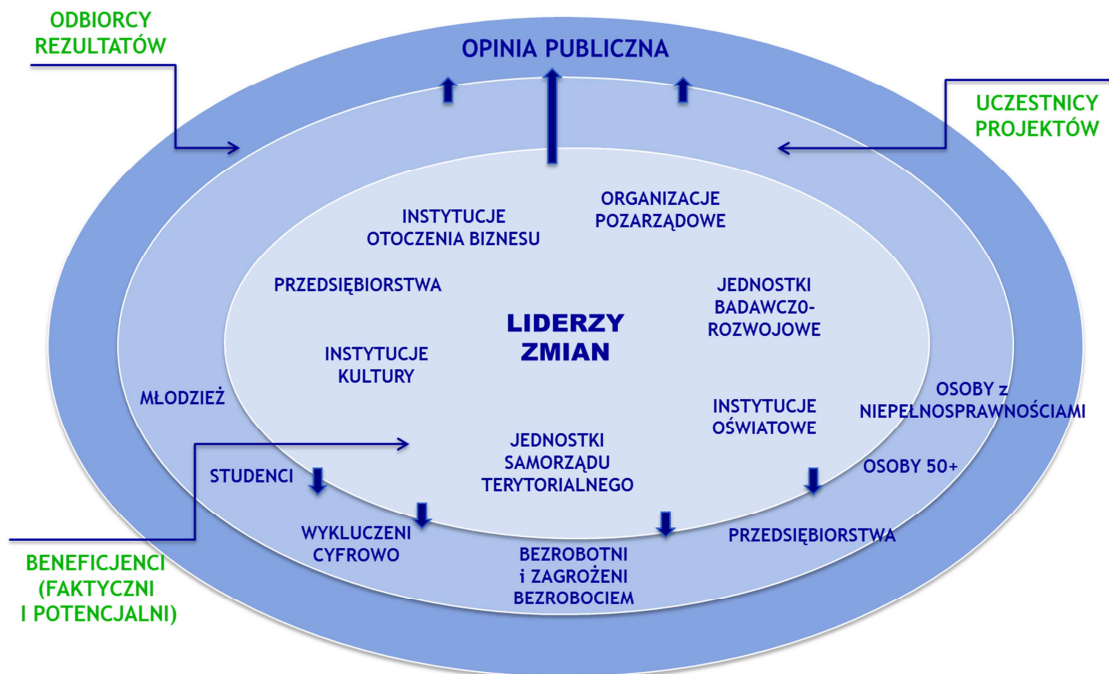 ODBIORCY
REZULTATÓW
OPINIA PUBLICZNA
UCZESTNICY
PROJEKTÓW
ORGANIZACJE
POZARZĄDOWE
INSTYTUCJE
OTOCZENIA BIZNESU
PRZEDSIĘBIORSTWA
JEDNOSTKI
BADAWCZ0-
ROZWOJOWE
LIDERZY
ZMIAN
INSTYTUCJE
KULTURY
MŁODZIEŻ
OSOBY z
NIEPEŁNOSPRAWNOŚCIAMI
INSTYTUCJE
OŚWIATOWE
JEDNOSTKI
SAMORZĄDU
TERYTORIALNEGO
STUDENCI
OSOBY 50+
WYKLUCZENI
CYFROWO
PRZEDSIĘBIORSTWA
BEZROBOTNI
i ZAGROŻENI
BEZROBOCIEM
BENEFICJENCI
(FAKTYCZNI
I POTENCJALNI)